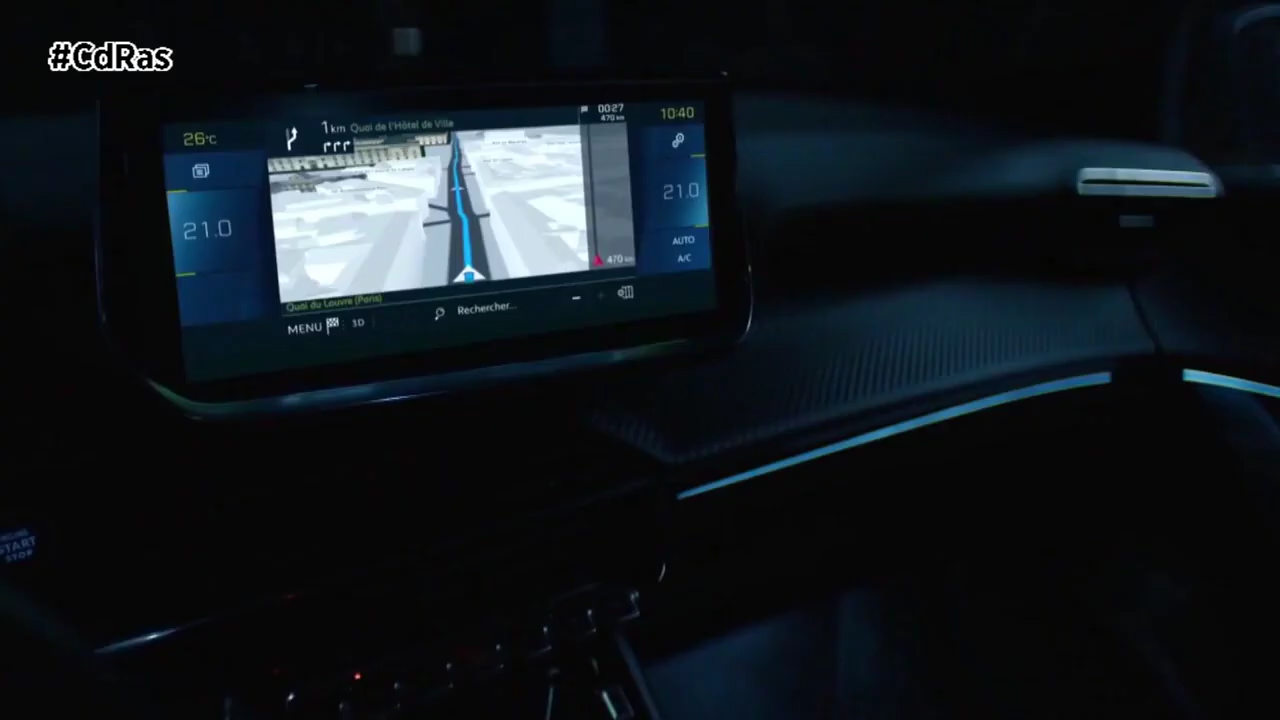 #CdRas
26°C
1 km Quai de l'Hôtel de Ville
00:27
470 km
10:40
21.0
21.0
AUTO
A/C
470 km
Quai du Louvre (Paris)
MENU 3D Rechercher...
START
STOP